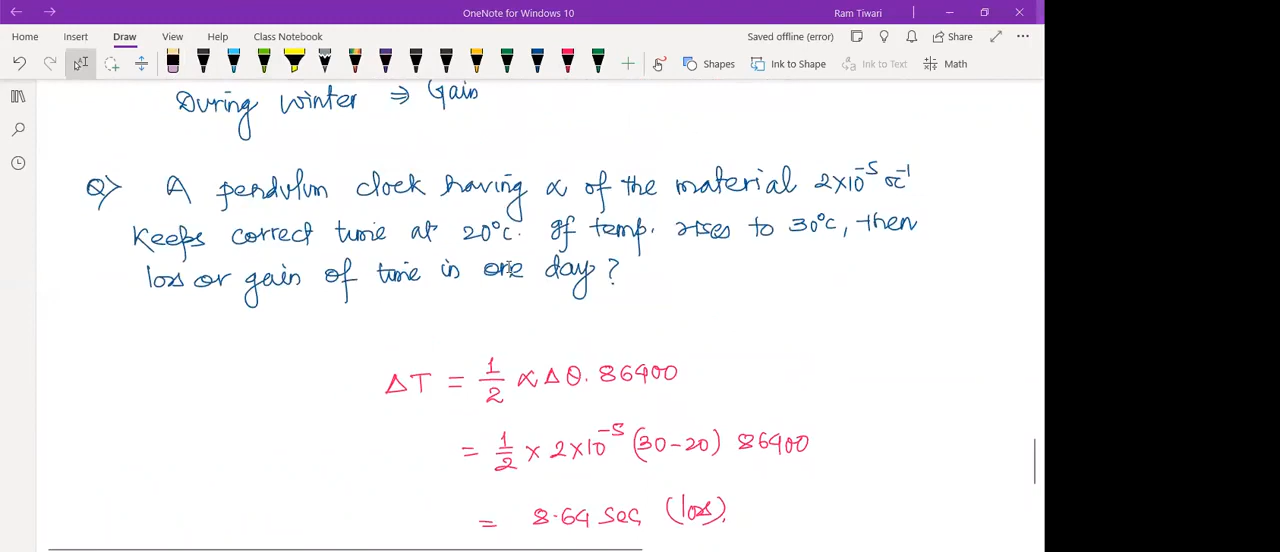 OneNote for Windows 10
Ram Tiwari
Home Insert Draw View Help Class Notebook
Saved offline (error) Share
Shapes Ink to Shape Ink to Text Math
During winter ⇒ Gain
Q> A pendulum clock having α of the material 2×10⁻⁵ °C⁻¹
Keeps correct time at 20°C. If temp. rises to 30°C, then
loss or gain of time in one day?
ΔT = 1/2 α Δθ. 86400
= 1/2 × 2×10⁻⁵ (30-20) 86400
= 8.64 sec (loss).